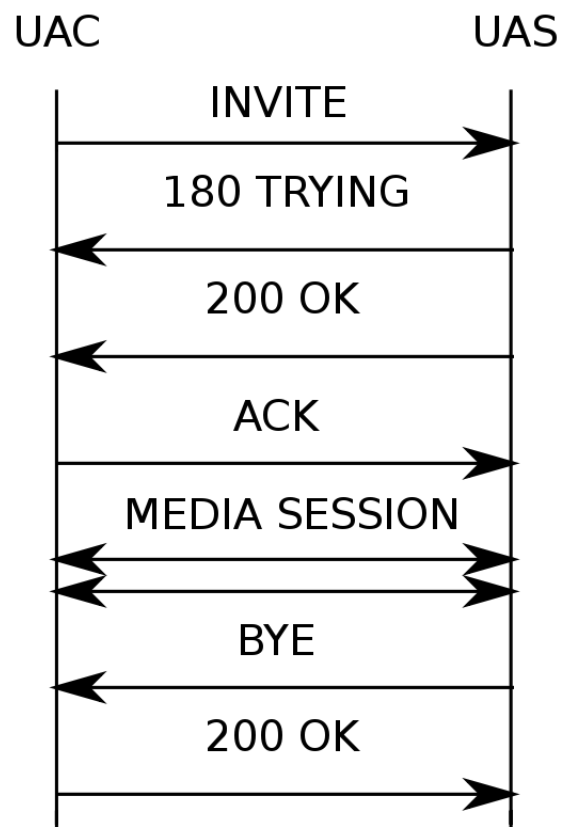 UAC UAS
INVITE
180 TRYING
200 OK
ACK
MEDIA SESSION
BYE
200 OK